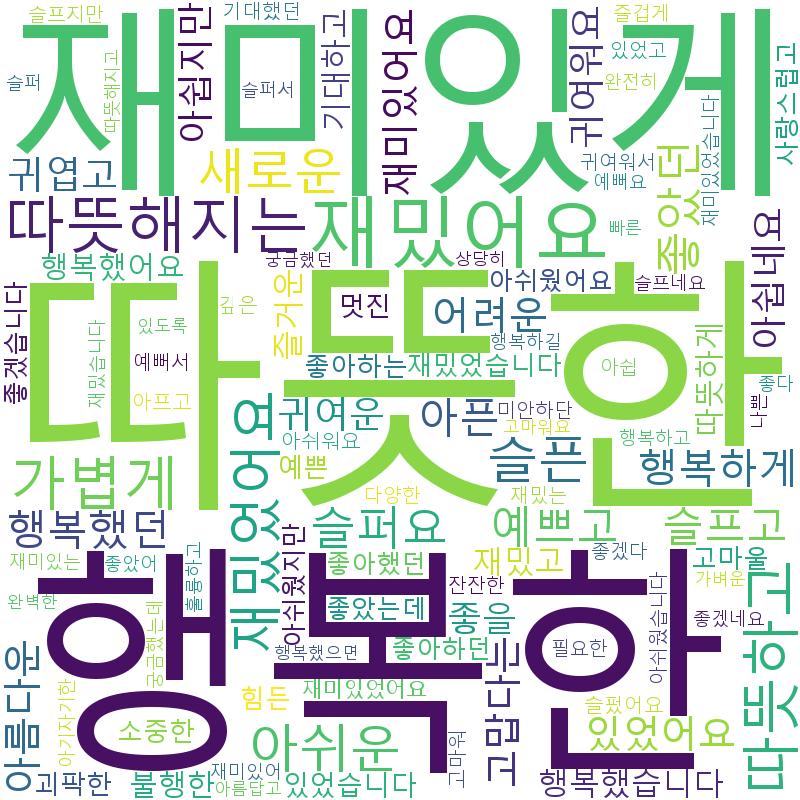 슬프지만
기대했던
즐겁게
재미있게
아쉽지만
기대하고
재미있어요
귀여워요
있었고
완전히
사랑스럽고
슬퍼
따뜻해지고
슬퍼서
귀엽고
새로운
귀여워서
예뻐요
재미있었습니다
따뜻해지는
재밌어요
빠른
좋았던
아쉽네요
행복했어요
궁금했던
상당히
아쉬웠어요
슬프네요
좋겠습니다
깊은
즐거운
멋진
어려운
따뜻한
재밌습니다
있도록
예뻐서
행복하길
좋아하는
재밌었습니다
아쉽
따뜻하게
좋다
나쁜
아프고
귀여운
아픈
미안하단
고마워요
아쉬워요
행복하고
가볍게
재밌었어요
예쁜
슬픈
행복하게
다양한
재밌는
행복했던
슬퍼요
예쁘고
슬프고
재미있는
좋았어
훌륭하고
아쉬웠지만
좋아했던
재밌고
좋겠다
고마울
완벽한
궁금했는데
행복한
잔잔한
가벼운
좋았는데
좋을
좋겠네요
아쉬웠습니다
따뜻하고
행복했으면
좋아하던
필요한
아름다운
아기자기한
힘든
재미있었어요
고맙다는
슬펐어요
소중한
아쉬운
있었어요
고마워
괴팍한
불행한
재미있어
아름답고
있었습니다
행복했습니다